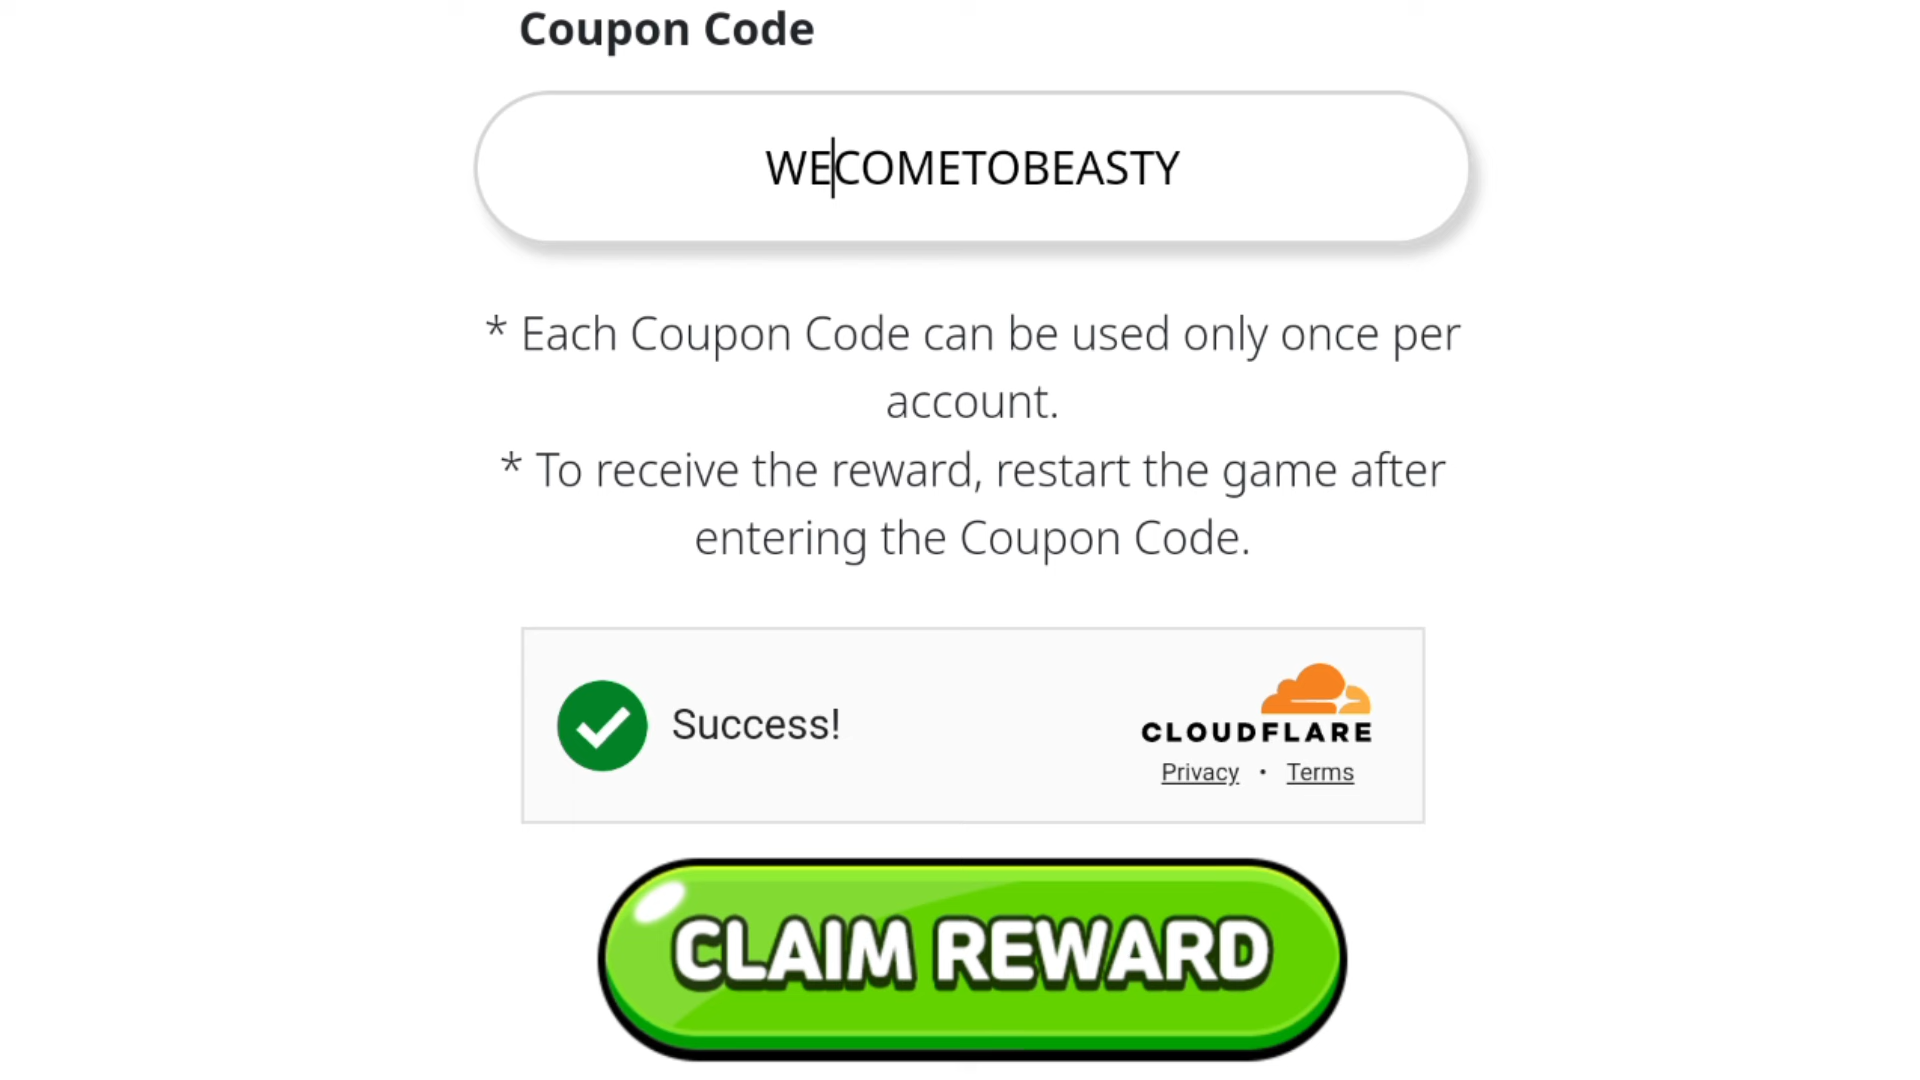 Coupon Code
WECOMETOBEASTY
* Each Coupon Code can be used only once per
account.
* To receive the reward, restart the game after
entering the Coupon Code.
Success!
CLOUDFLARE
Privacy • Terms
CLAIM REWARD